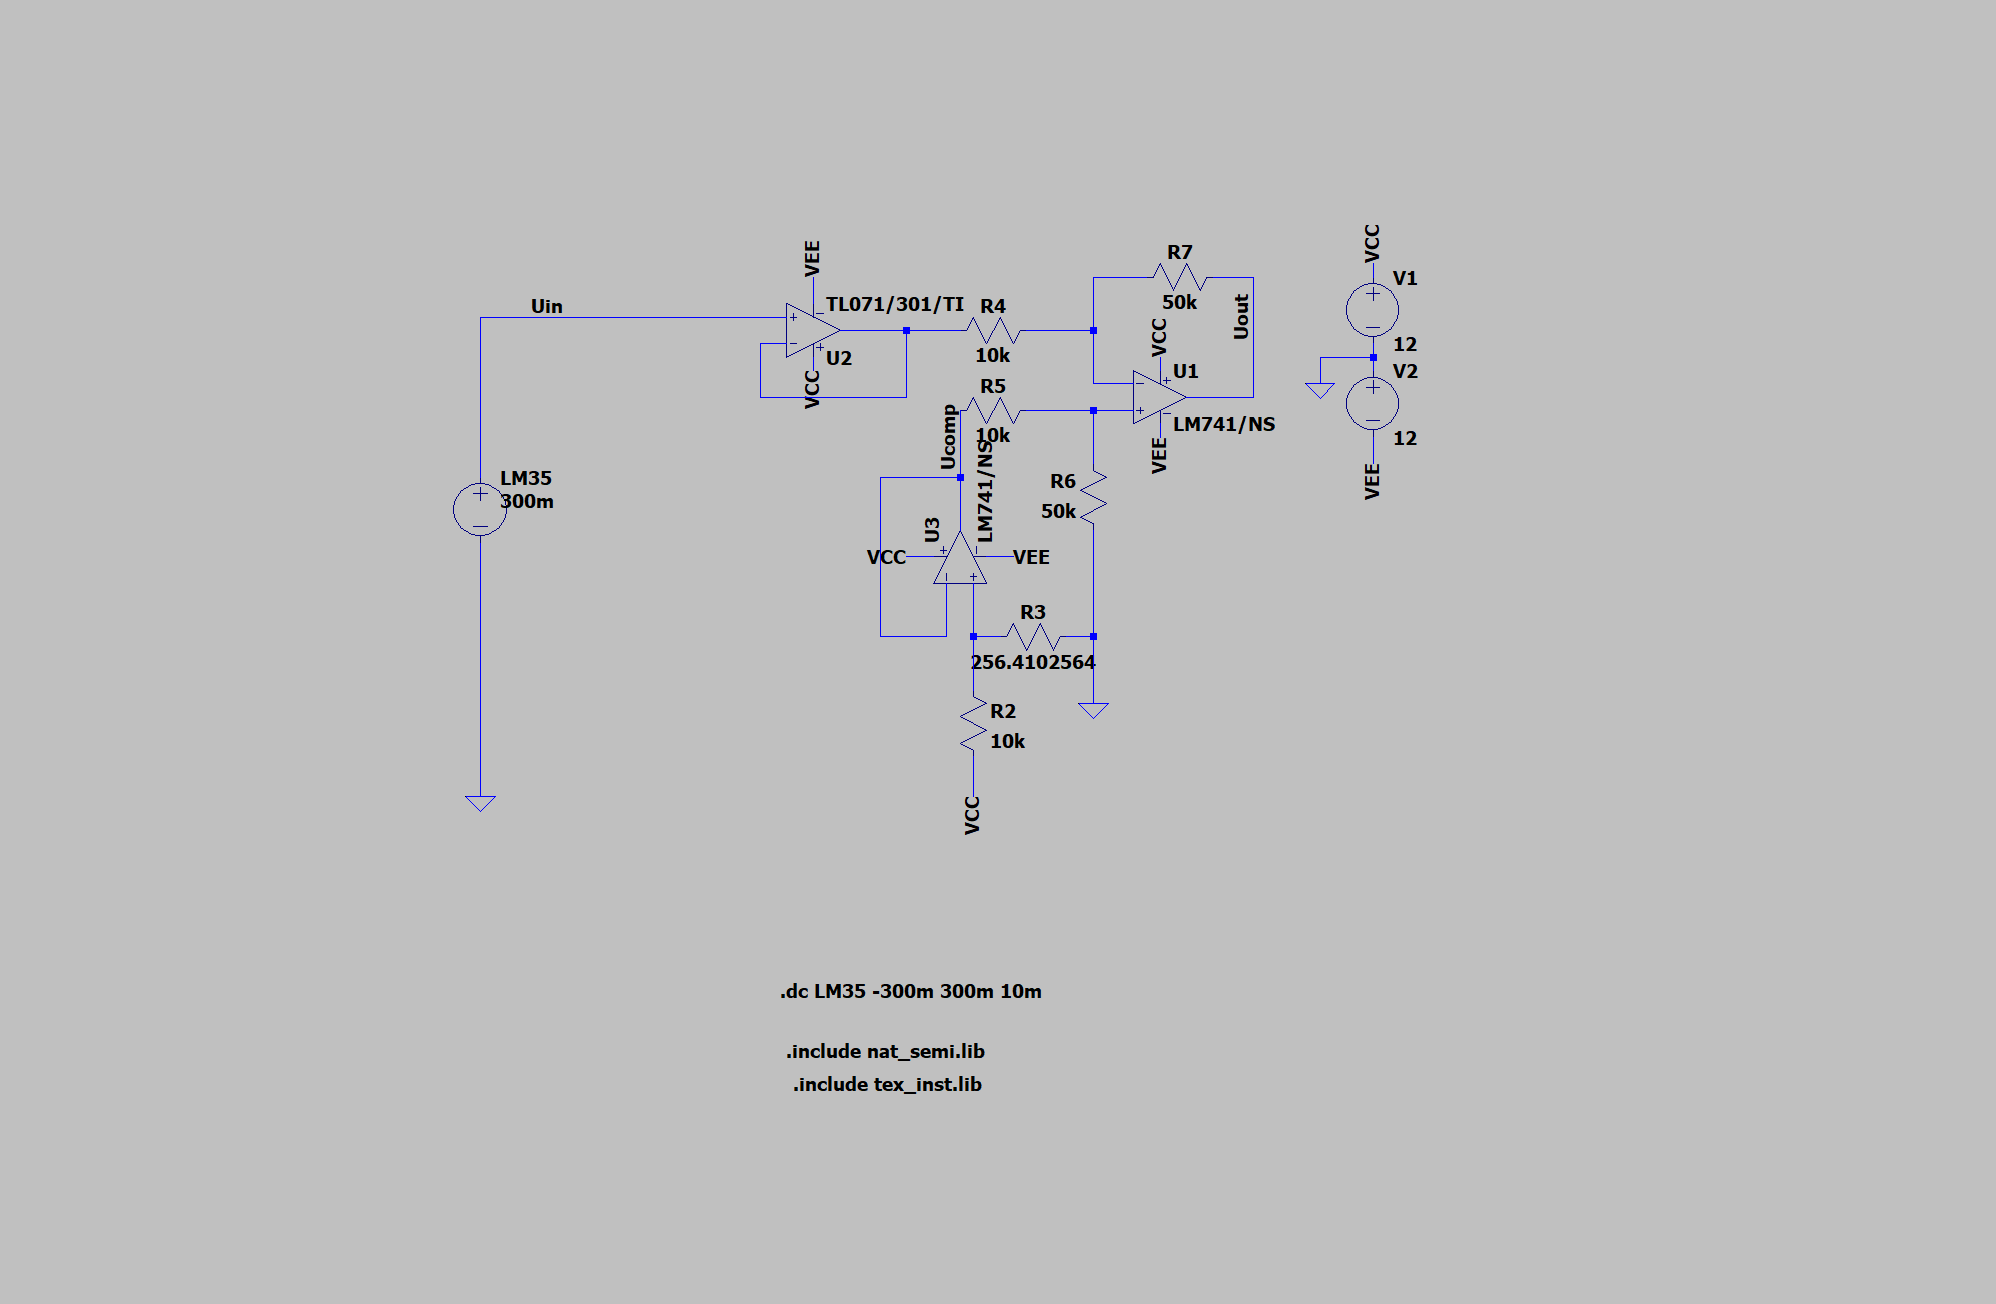 VCC
VEE
R7
V1
Uin
TL071/301/TI
R4
50k
Uout
VCC
12
U2
10k
U1
V2
VCC
R5
Ucomp
10k
LM741/NS
12
VEE
VEE
LM35
300m
LM741/NS
R6
50k
U3
VCC
VEE
R3
256.4102564
R2
10k
VCC
.dc LM35 -300m 300m 10m
.include nat_semi.lib
.include tex_inst.lib